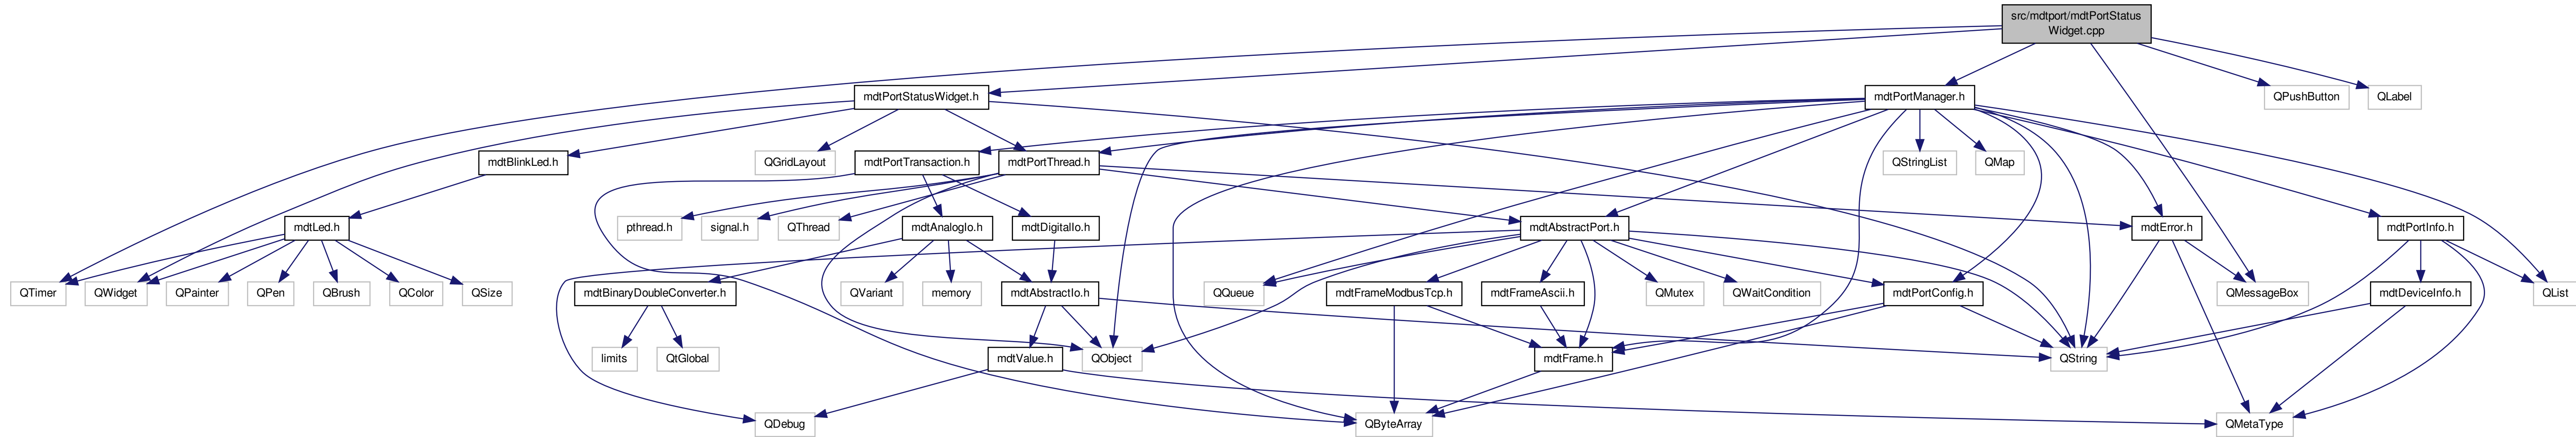 src/mdtport/mdtPortStatus
Widget.cpp
mdtPortStatusWidget.h
mdtPortManager.h
QPushButton
QLabel
mdtBlinkLed.h
QGridLayout
mdtPortTransaction.h
mdtPortThread.h
QStringList
QMap
mdtLed.h
pthread.h
signal.h
QThread
mdtAnalogIo.h
mdtDigitalIo.h
mdtAbstractPort.h
mdtError.h
mdtPortInfo.h
QTimer
QWidget
QPainter
QPen
QBrush
QColor
QSize
mdtBinaryDoubleConverter.h
QVariant
memory
mdtAbstractIo.h
QQueue
mdtFrameModbusTcp.h
mdtFrameAscii.h
QMutex
QWaitCondition
mdtPortConfig.h
QMessageBox
mdtDeviceInfo.h
QList
limits
QtGlobal
mdtValue.h
QObject
mdtFrame.h
QString
QDebug
QByteArray
QMetaType